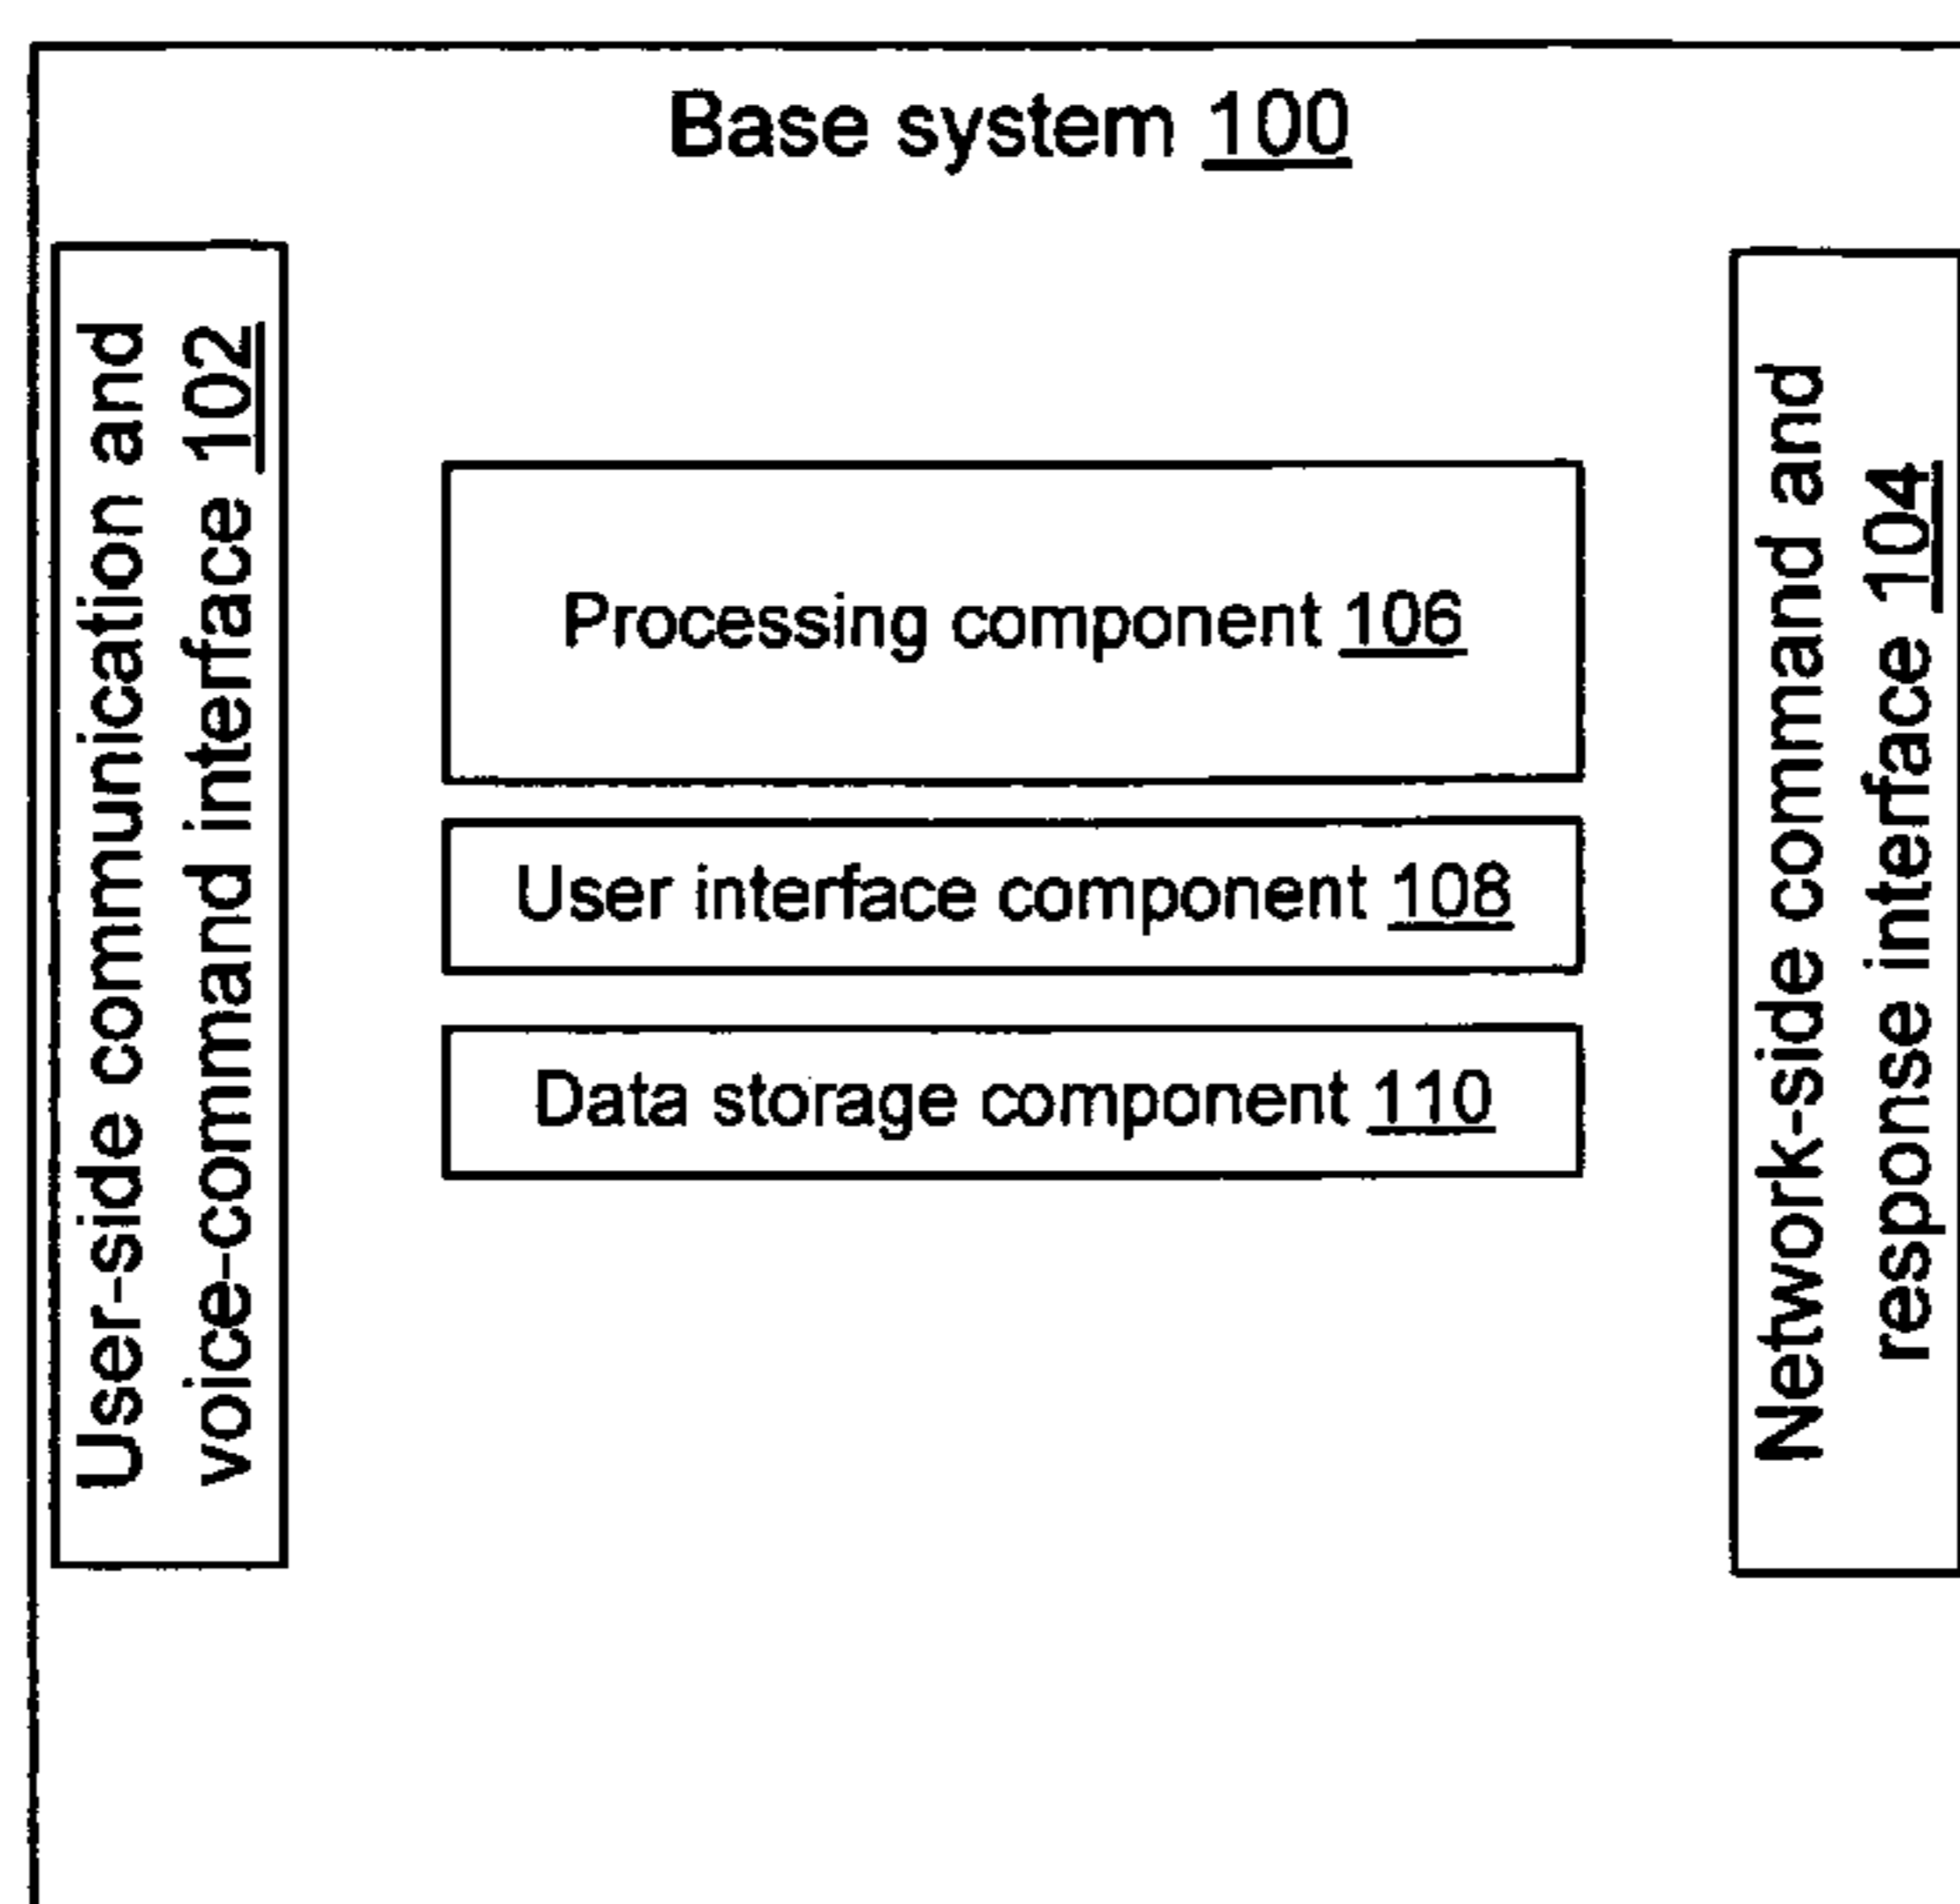 Base system 100
User-side communication and
voice-command interface 102
Processing component 106
User interface component 108
Data storage component 110
Network-side command and
response interface 104